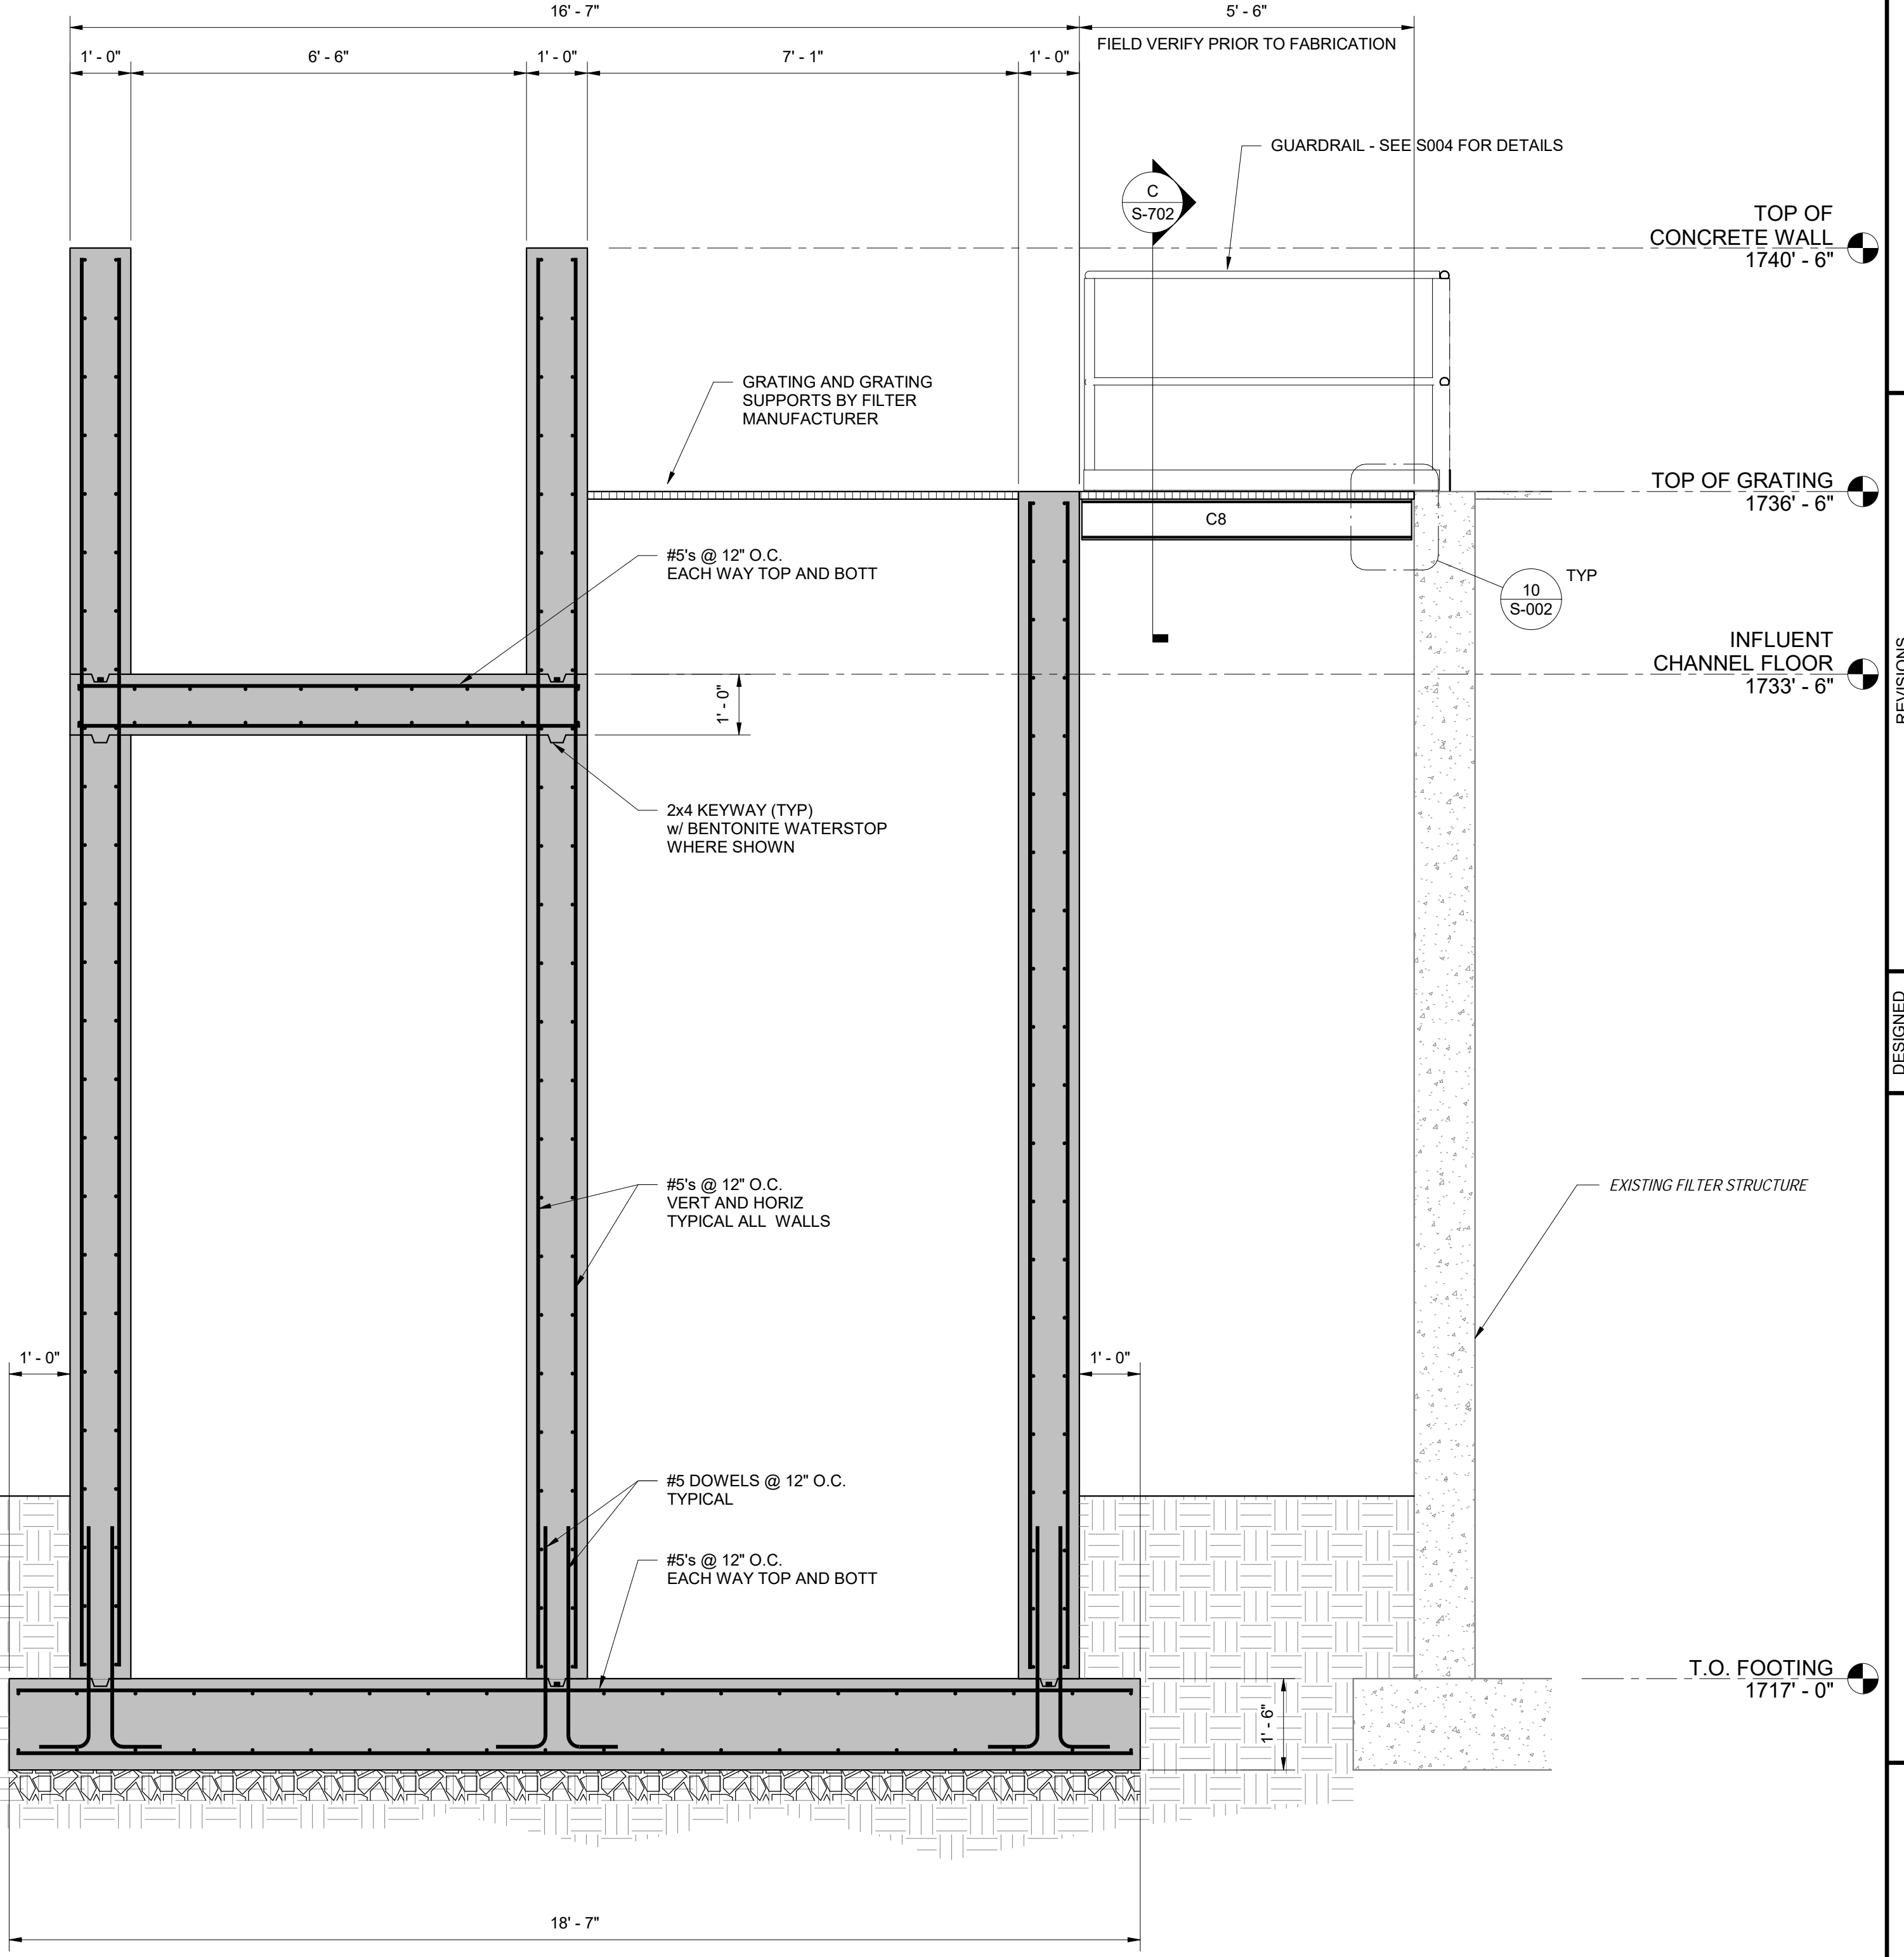 16' - 7"
5' - 6"
FIELD VERIFY PRIOR TO FABRICATION
1' - 0"
6' - 6"
1' - 0"
7' - 1"
1' - 0"
GUARDRAIL - SEE S004 FOR DETAILS
C
S-702
TOP OF
CONCRETE WALL
1740' - 6"
GRATING AND GRATING
SUPPORTS BY FILTER
MANUFACTURER
TOP OF GRATING
1736' - 6"
C8
#5's @ 12" O.C.
EACH WAY TOP AND BOTT
10
S-002
TYP
INFLUENT
CHANNEL FLOOR
1733' - 6"
REVISIONS
1' - 0"
2x4 KEYWAY (TYP)
w/ BENTONITE WATERSTOP
WHERE SHOWN
DESIGNED
#5's @ 12" O.C.
VERT AND HORIZ
TYPICAL ALL WALLS
EXISTING FILTER STRUCTURE
1' - 0"
1' - 0"
#5 DOWELS @ 12" O.C.
TYPICAL
#5's @ 12" O.C.
EACH WAY TOP AND BOTT
T.O. FOOTING
1717' - 0"
1' - 6"
18' - 7"